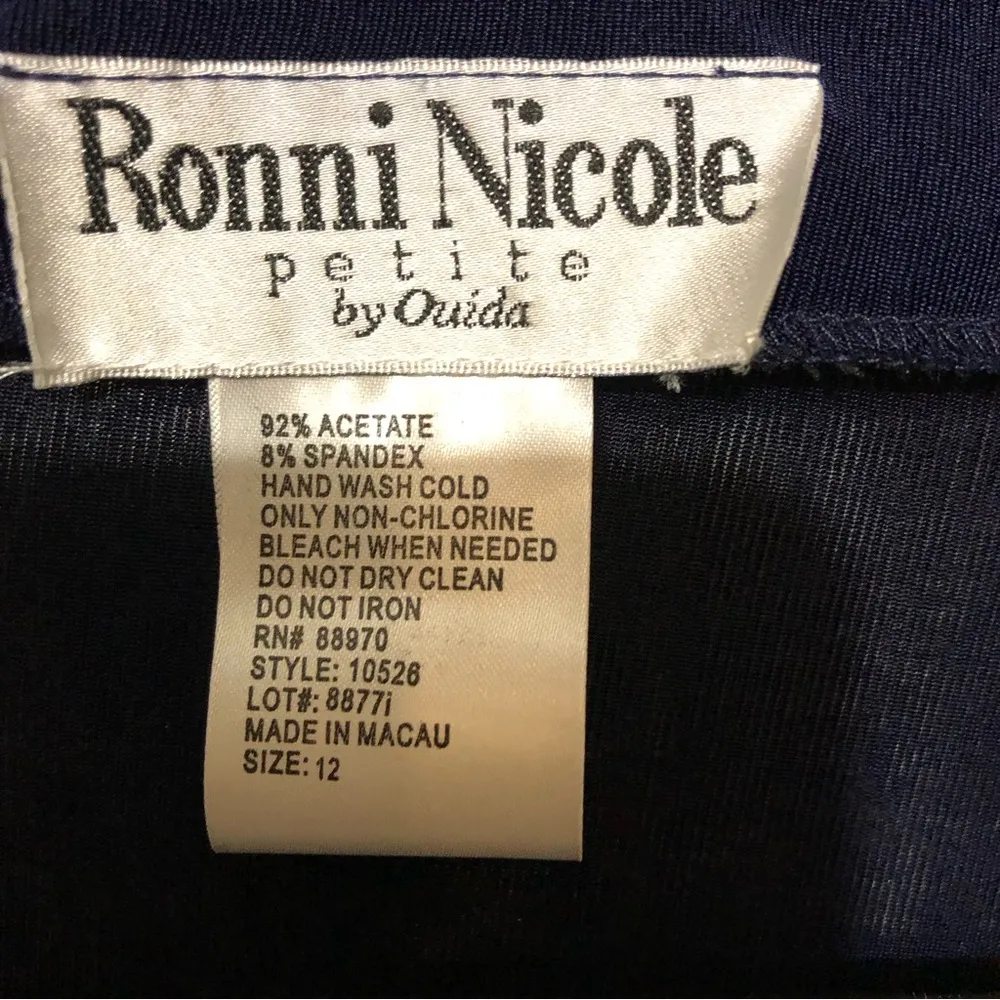 Ronni Nicole
petite
by Ouida
92% ACETATE
8% SPANDEX
HAND WASH COLD
ONLY NON-CHLORINE
BLEACH WHEN NEEDED
DO NOT DRY CLEAN
DO NOT IRON
RN# 88970
STYLE: 10526
LOT#: 8877i
MADE IN MACAU
SIZE: 12